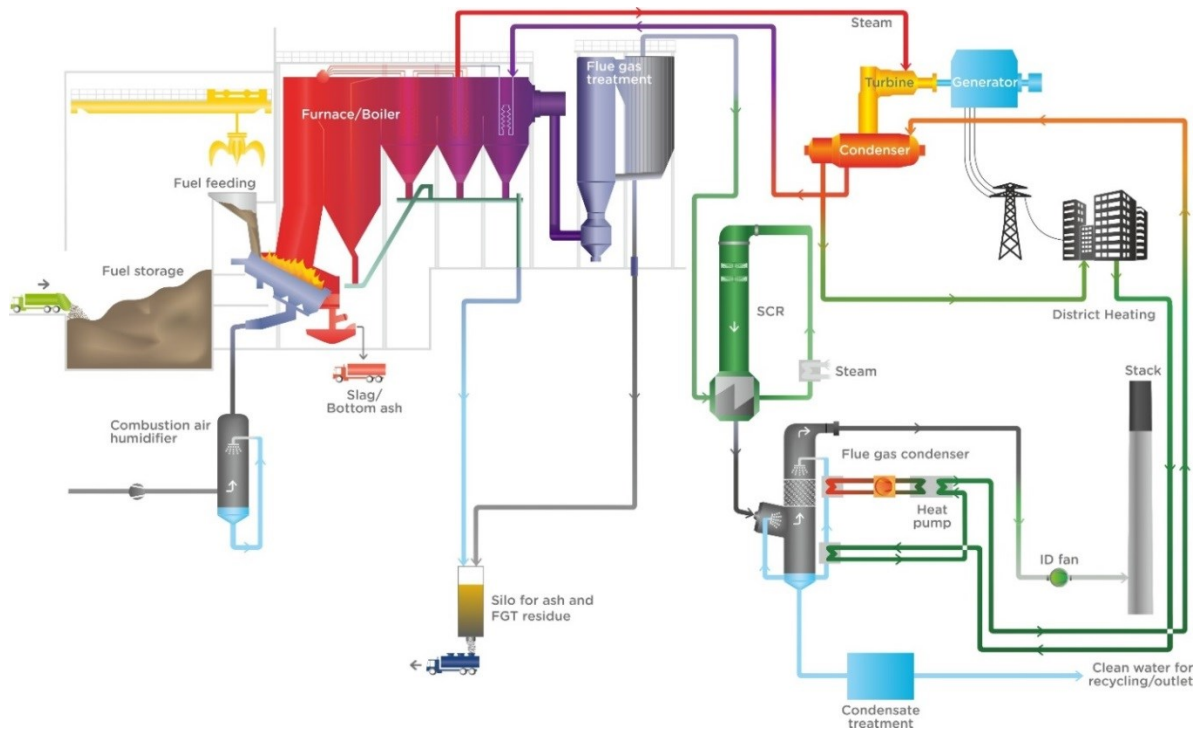 Steam
Flue gas
treatment
Turbine
Generator
Furnace/Boiler
Condenser
Fuel feeding
Fuel storage
District Heating
SCR
Steam
Stack
Slag/
Bottom ash
Combustion air
humidifier
Flue gas condenser
Heat
pump
ID fan
Silo for ash and
FGT residue
Clean water for
recycling/outlet
Condensate
treatment